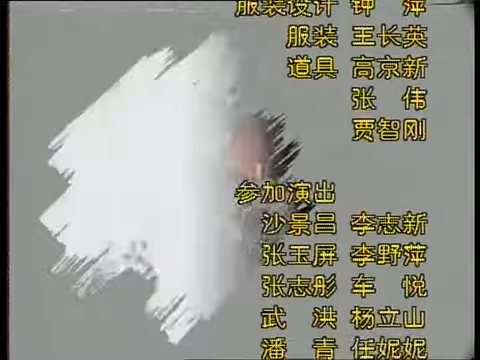 服装设计 钟 萍
服装 王长英
道具 高京新
张 伟
贾智刚
参加演出
沙景昌 李志新
张玉屏 李野萍
张志彤 车 悦
武 洪 杨立山
潘 青 任妮妮